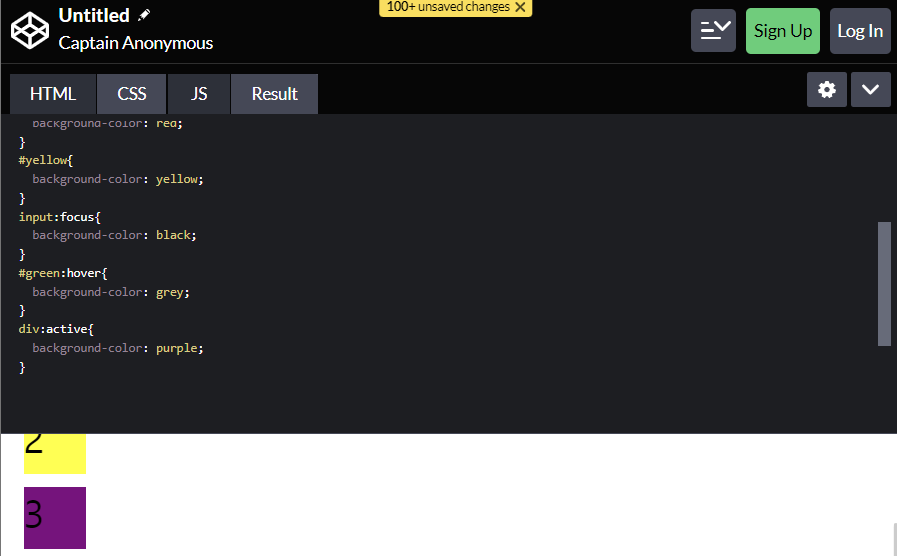 100+ unsaved changes ✕
Untitled
Captain Anonymous
Sign Up
Log In
HTML
CSS
JS
Result
background-color: red;
}
#yellow{
background-color: yellow;
}
input:focus{
background-color: black;
}
#green:hover{
background-color: grey;
}
div:active{
background-color: purple;
}
2
3